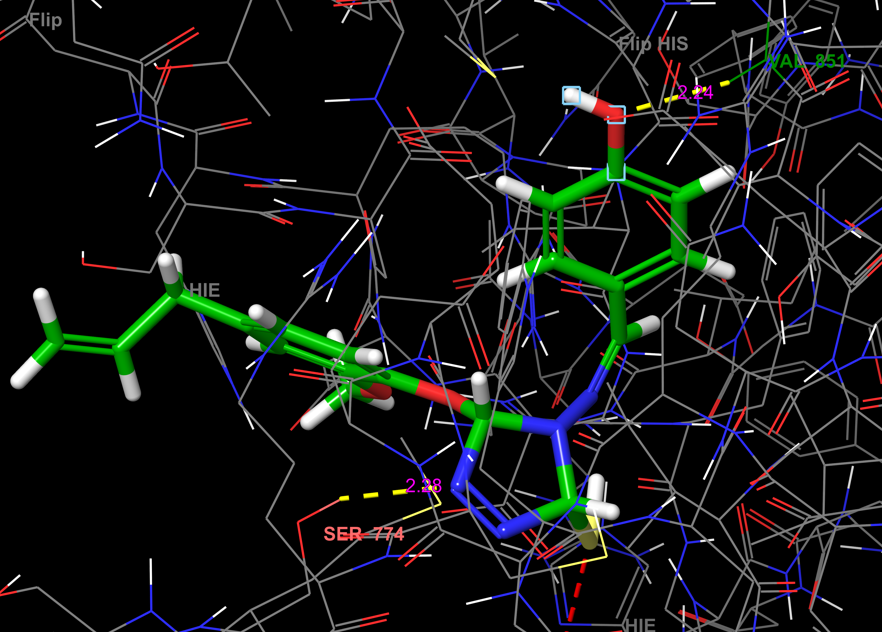 Flip
Flip HIS
VAL 851
2.24
HIE
2.28
SER 774
HIE